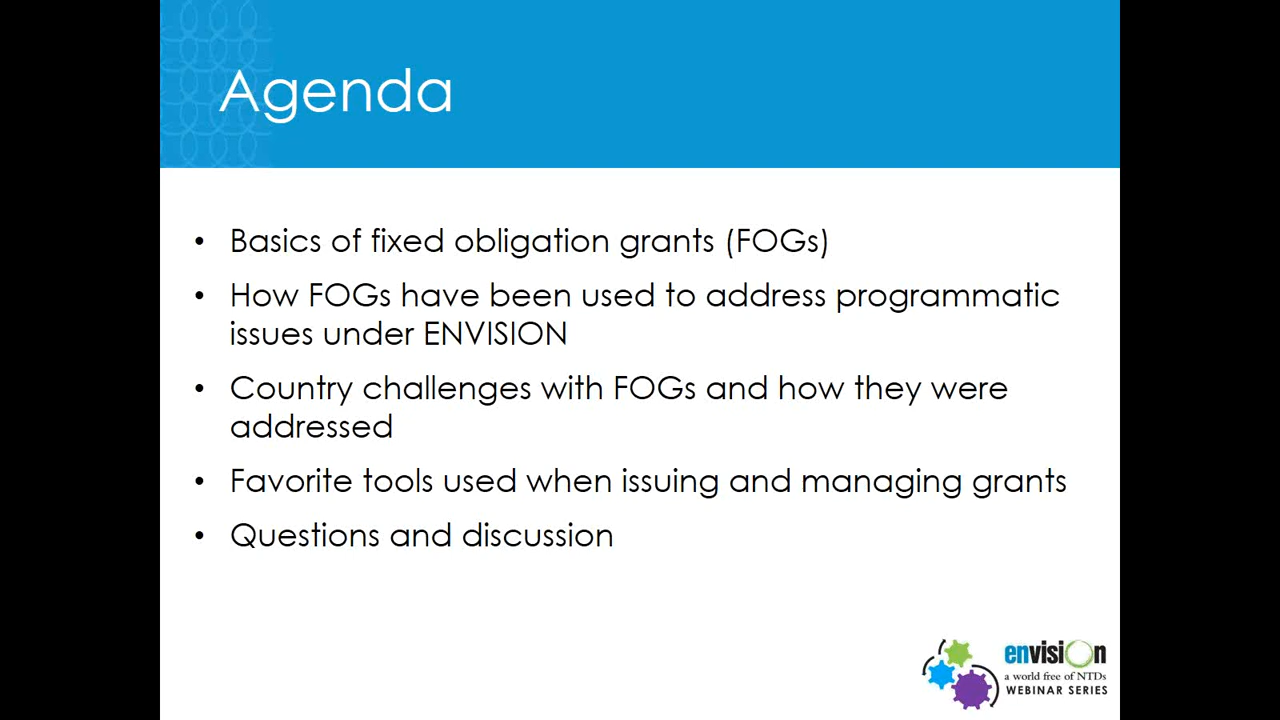 Agenda
• Basics of fixed obligation grants (FOGs)
• How FOGs have been used to address programmatic
issues under ENVISION
• Country challenges with FOGs and how they were
addressed
• Favorite tools used when issuing and managing grants
• Questions and discussion
envision
a world free of NTDs
WEBINAR SERIES